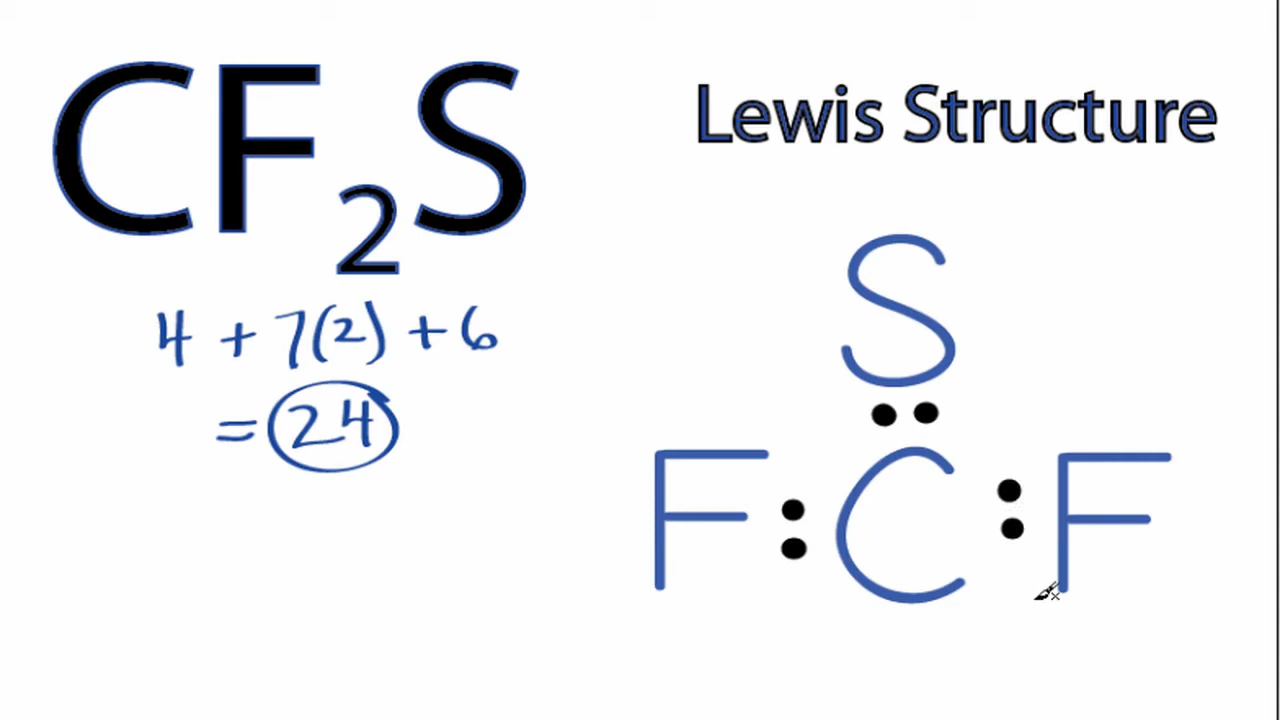 CF₂S
Lewis Structure
4 + 7(2) + 6
= 24
S
F : C : F